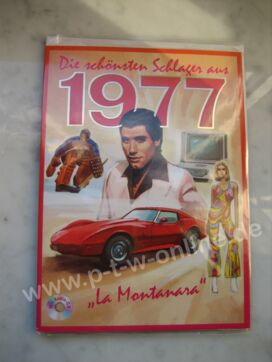 Die schönsten Schlager aus
1977
www.p-t-w-online.de
„La Montanara“